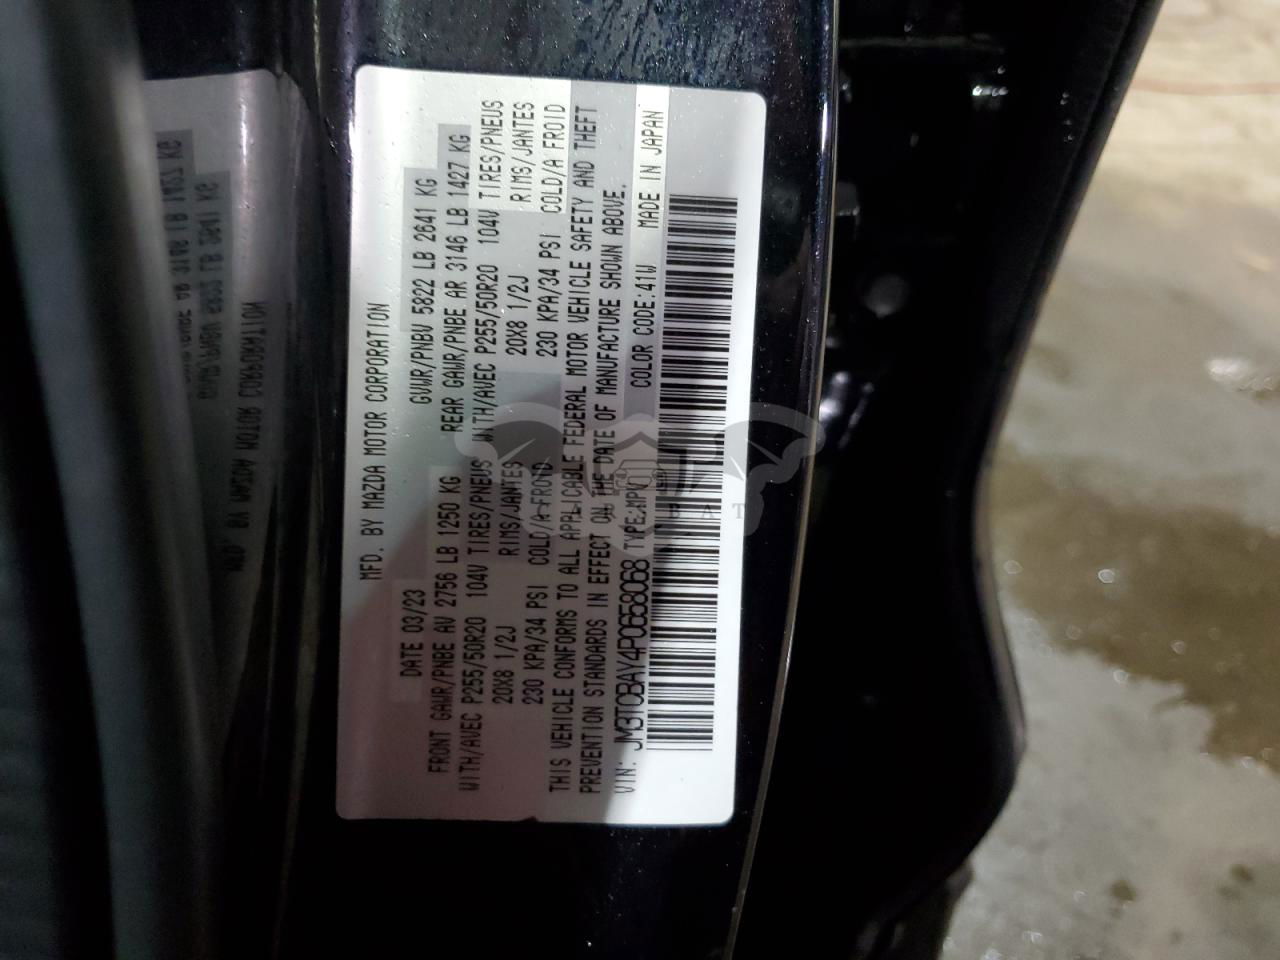 MFD. BY MAZDA MOTOR CORPORATION
DATE 03/23 GVWR/PNBV 5822 LB 2641 KG
FRONT GAWR/PNBE AV 2756 LB 1250 KG REAR GAWR/PNBE AR 3146 LB 1427 KG
WITH/AVEC P255/50R20 104V TIRES/PNEUS WITH/AVEC P255/50R20 104V TIRES/PNEUS
20X8 1/2J RIMS/JANTES 20X8 1/2J RIMS/JANTES
230 KPA/34 PSI COLD/A FROID 230 KPA/34 PSI COLD/A FROID
THIS VEHICLE CONFORMS TO ALL APPLICABLE FEDERAL MOTOR VEHICLE SAFETY AND THEFT
PREVENTION STANDARDS IN EFFECT ON THE DATE OF MANUFACTURE SHOWN ABOVE.
VIN: JM3TCBAY4P0658068 TYPE:MPV COLOR CODE:41W MADE IN JAPAN